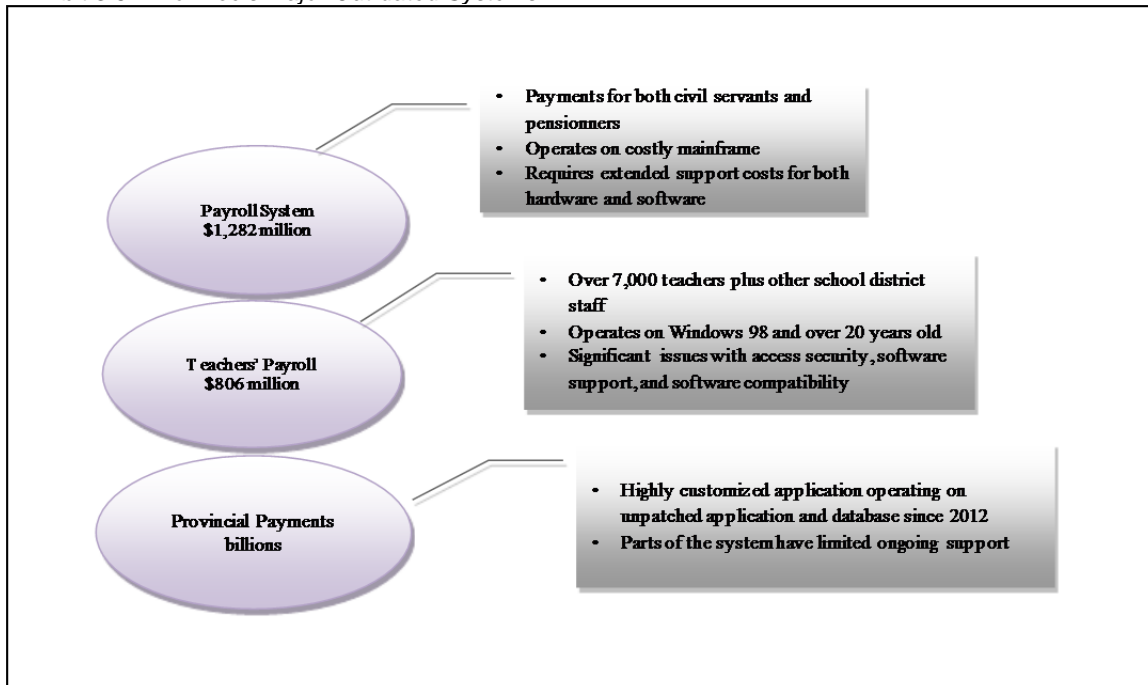 Payroll System
$1,282 million
• Payments for both civil servants and
pensionners
• Operates on costly mainframe
• Requires extended support costs for both
hardware and software
Teachers' Payroll
$806 million
• Over 7,000 teachers plus other school district
staff
• Operates on Windows 98 and over 20 years old
• Significant issues with access security, software
support, and software compatibility
Provincial Payments
billions
• Highly customized application operating on
unpatched application and database since 2012
• Parts of the system have limited ongoing support